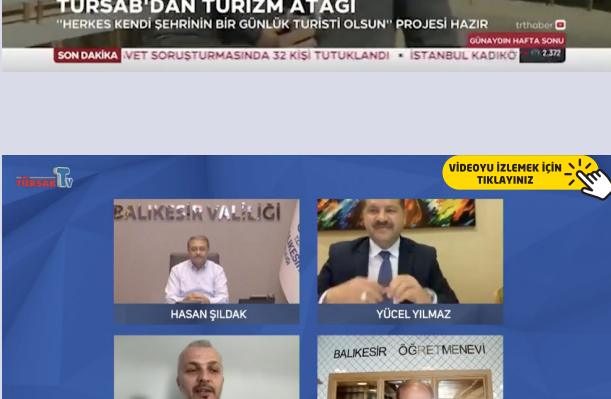 TÜRSAB'DAN TURİZM ATAĞI
"HERKES KENDİ ŞEHRİNİN BİR GÜNLÜK TURİSTİ OLSUN" PROJESİ HAZIR
trthaber
GÜNAYDIN HAFTA SONU
SON DAKİKA
VET SORUŞTURMASINDA 32 KİŞİ TUTUKLANDI
İSTANBUL KADIKÖ
2.372
TÜRSAB TV
VİDEOYU İZLEMEK İÇİN
TIKLAYINIZ
BALIKESİR VALİLİĞİ
HASAN ŞILDAK
YÜCEL YILMAZ
BALIKESİR ÖĞRETMENEVİ